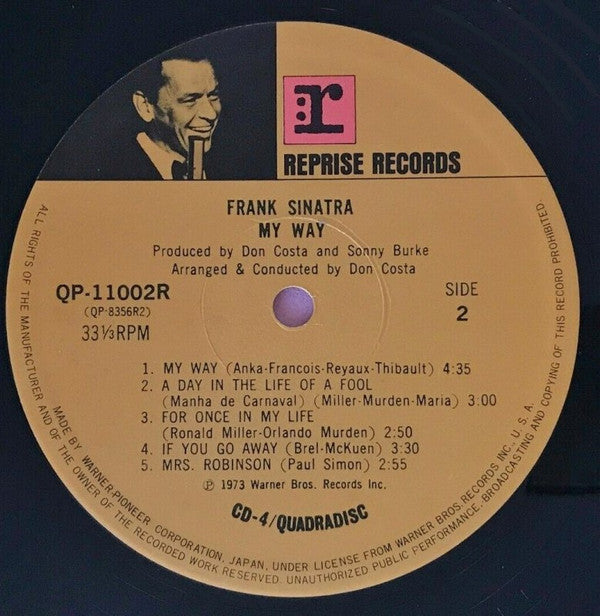 r
REPRISE RECORDS
FRANK SINATRA
MY WAY
Produced by Don Costa and Sonny Burke
Arranged & Conducted by Don Costa
QP-11002R
(QP-8356R2)
33⅓RPM
SIDE
2
1. MY WAY (Anka-Francois-Reyaux-Thibault) 4:35
2. A DAY IN THE LIFE OF A FOOL
(Manha de Carnaval) (Miller-Murden-Maria) 3:00
3. FOR ONCE IN MY LIFE
(Ronald Miller-Orlando Murden) 2:50
4. IF YOU GO AWAY (Brel-McKuen) 3:30
5. MRS. ROBINSON (Paul Simon) 2:55
Ⓟ 1973 Warner Bros. Records Inc.
CD-4/QUADRADISC
MADE BY WARNER-PIONEER CORPORATION, JAPAN, UNDER LICENSE FROM WARNER BROS. RECORDS INC., U. S. A.
ALL RIGHTS OF THE MANUFACTURER AND OF THE OWNER OF THE RECORDED WORK RESERVED. UNAUTHORIZED PUBLIC PERFORMANCE, BROADCASTING AND COPYING OF THIS RECORD PROHIBITED